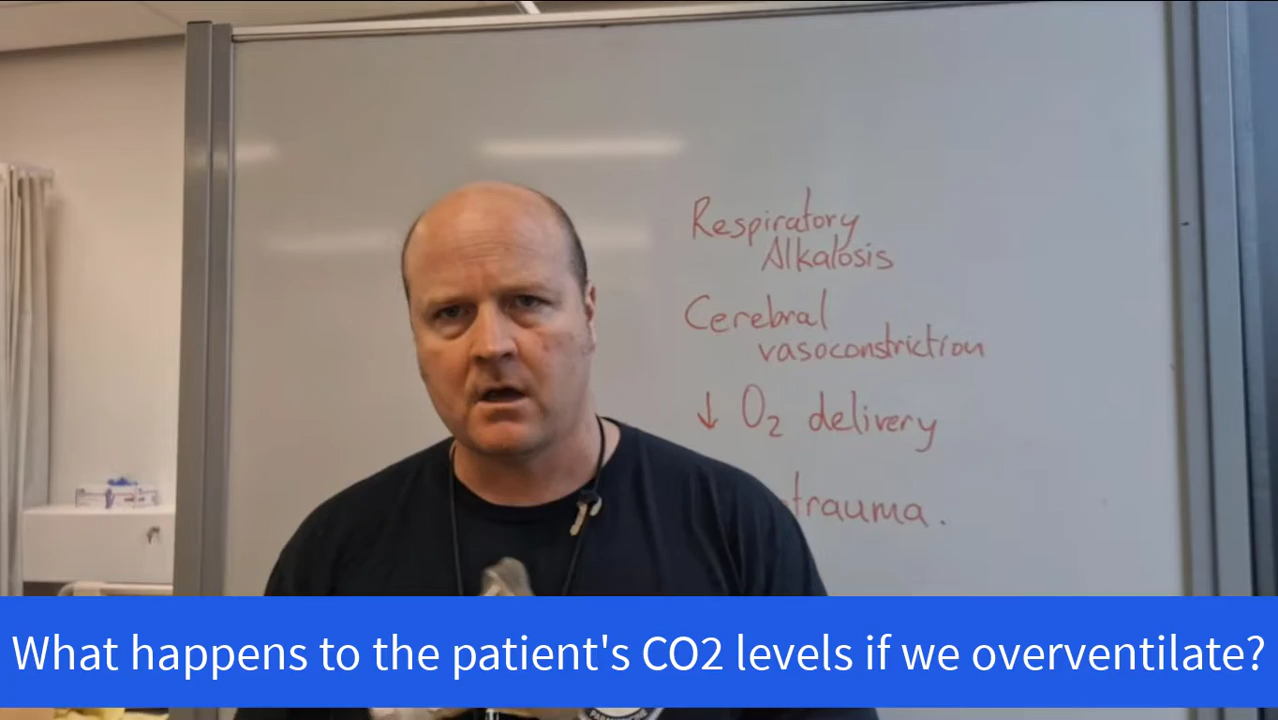 Respiratory
Alkalosis
Cerebral
vasoconstriction
↓ O₂ delivery
trauma.
What happens to the patient's CO2 levels if we overventilate?